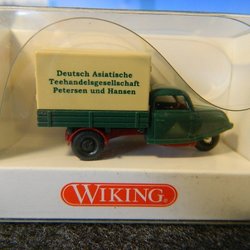 Deutsch Asiatische
Teehandelsgesellschaft
Petersen und Hansen
WIKING